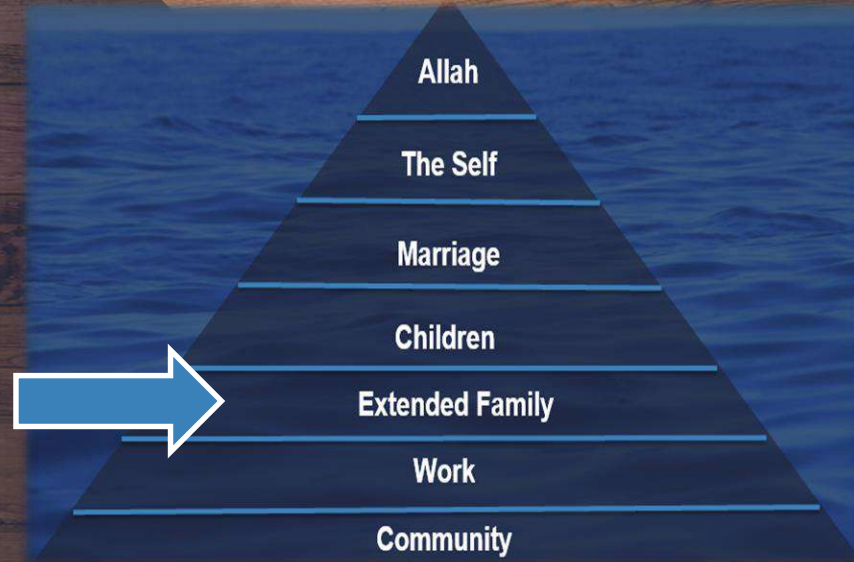 Allah
The Self
Marriage
Children
Extended Family
Work
Community